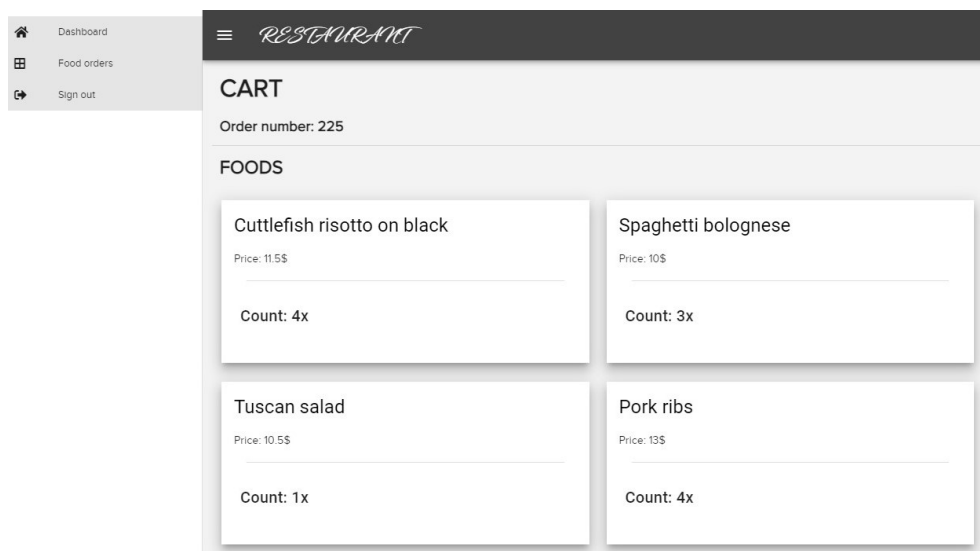 Dashboard
Food orders
Sign out
RESTAURANT
CART
Order number: 225
FOODS
Cuttlefish risotto on black
Price: 11.5$
Count: 4x
Spaghetti bolognese
Price: 10$
Count: 3x
Tuscan salad
Price: 10.5$
Count: 1x
Pork ribs
Price: 13$
Count: 4x